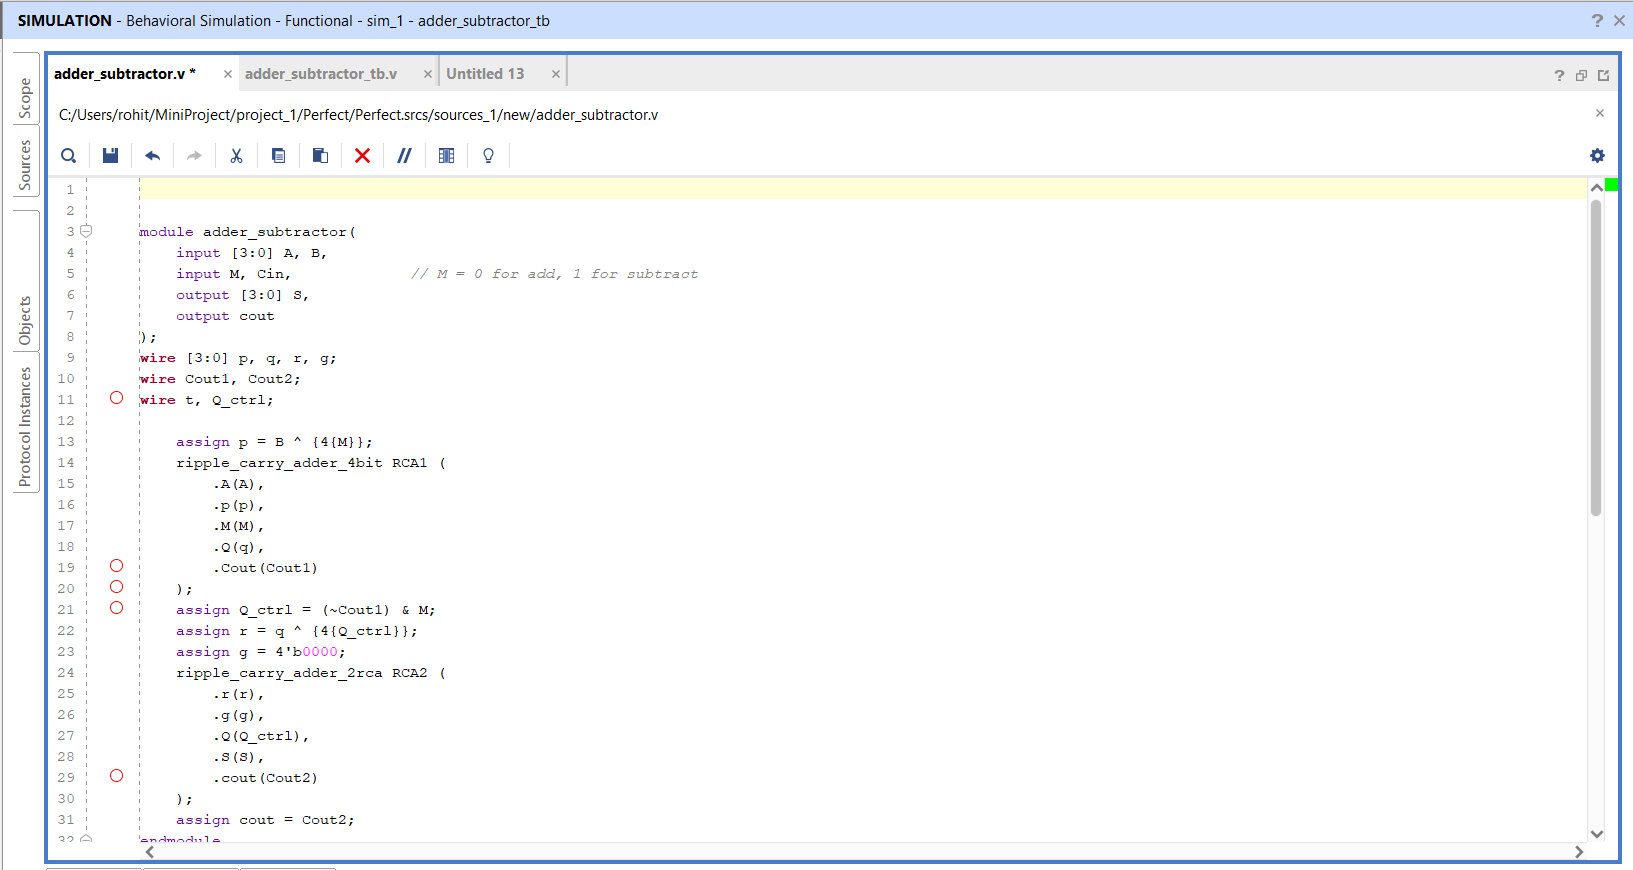 SIMULATION - Behavioral Simulation - Functional - sim_1 - adder_subtractor_tb
Scope
Sources
Objects
Protocol Instances
adder_subtractor.v * × adder_subtractor_tb.v × Untitled 13 ×
C:/Users/rohit/MiniProject/project_1/Perfect/Perfect.srcs/sources_1/new/adder_subtractor.v
1
2
3 module adder_subtractor(
4     input [3:0] A, B,
5     input M, Cin,             // M = 0 for add, 1 for subtract
6     output [3:0] S,
7     output cout
8 );
9 wire [3:0] p, q, r, g;
10 wire Cout1, Cout2;
11 wire t, Q_ctrl;
12
13     assign p = B ^ {4{M}};
14     ripple_carry_adder_4bit RCA1 (
15         .A(A),
16         .p(p),
17         .M(M),
18         .Q(q),
19         .Cout(Cout1)
20     );
21     assign Q_ctrl = (~Cout1) & M;
22     assign r = q ^ {4{Q_ctrl}};
23     assign g = 4'b0000;
24     ripple_carry_adder_2rca RCA2 (
25         .r(r),
26         .g(g),
27         .Q(Q_ctrl),
28         .S(S),
29         .cout(Cout2)
30     );
31     assign cout = Cout2;
32 endmodule